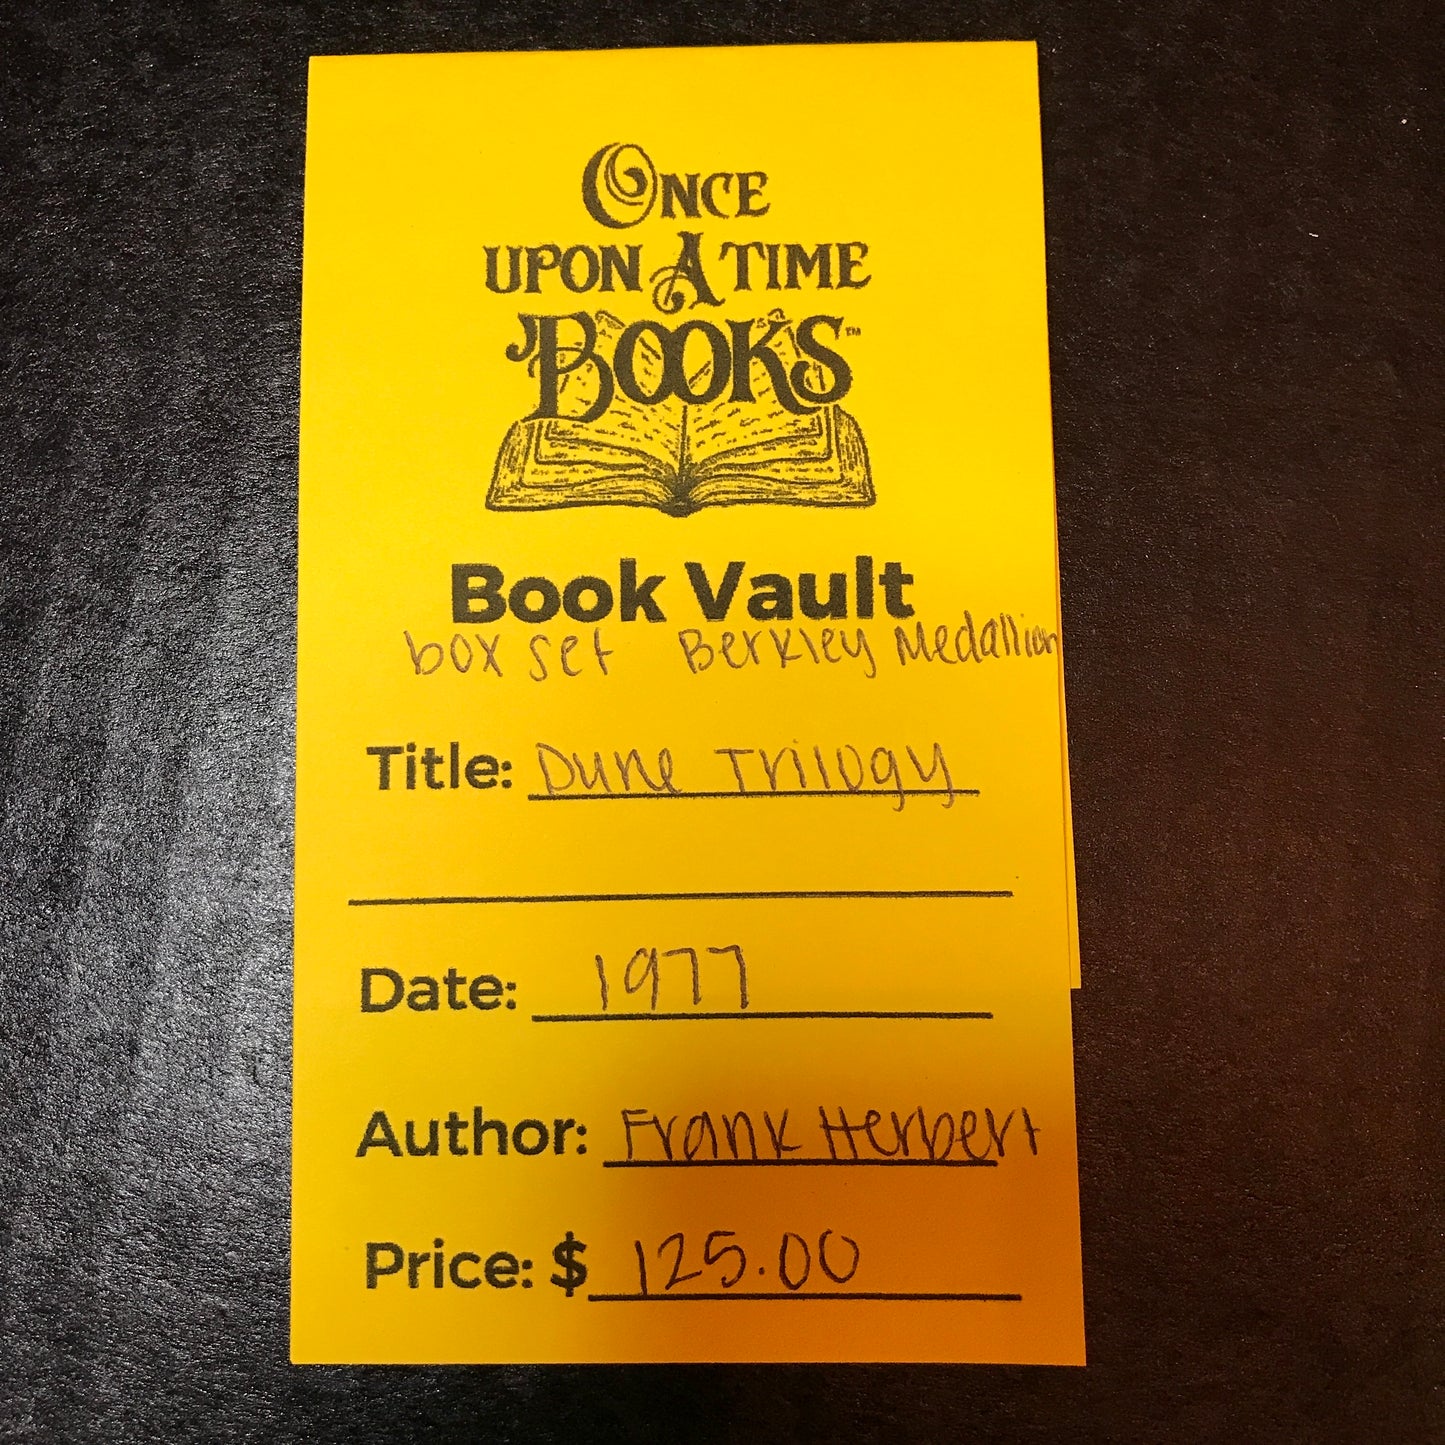 ONCE
UPON A TIME
BOOKS™
Book Vault
box set Berkley Medallion
Title: Dune Trilogy
Date: 1977
Author: Frank Herbert
Price: $ 125.00